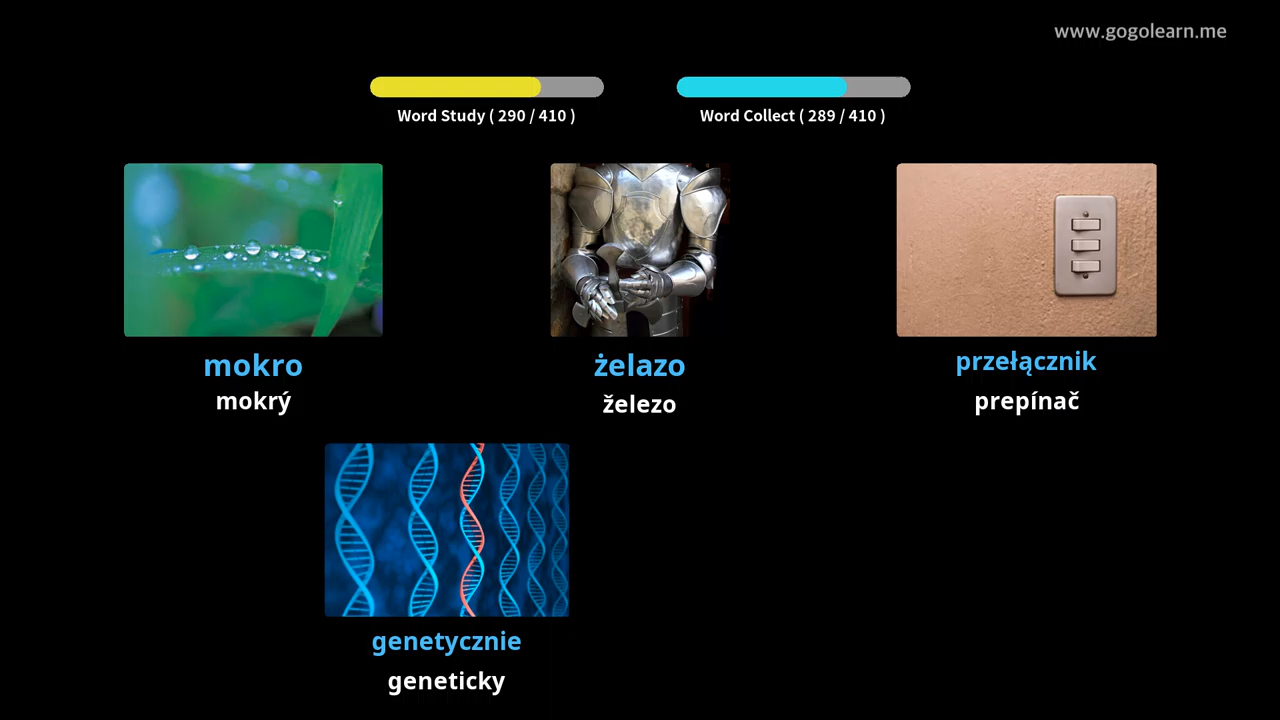 www.gogolearn.me
Word Study ( 290 / 410 )
Word Collect ( 289 / 410 )
mokro
mokrý
żelazo
železo
przełącznik
prepínač
genetycznie
geneticky